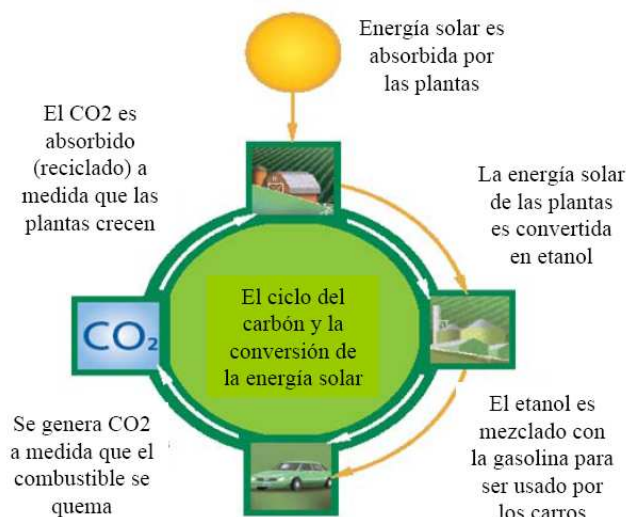 Energía solar es
absorbida por
las plantas
El CO2 es
absorbido
(reciclado) a
medida que las
plantas crecen
La energía solar
de las plantas
es convertida
en etanol
El ciclo del
carbón y la
conversión de
la energía solar
CO₂
Se genera CO2
a medida que el
combustible se
quema
El etanol es
mezclado con
la gasolina para
ser usado por
los carros